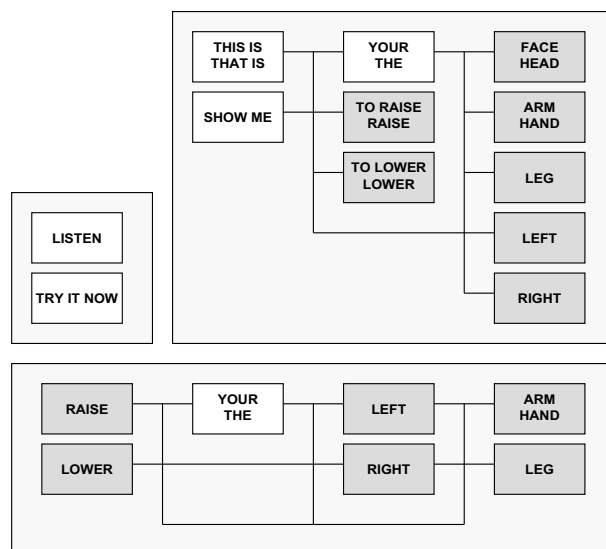 THIS IS
THAT IS
YOUR
THE
FACE
HEAD
SHOW ME
TO RAISE
RAISE
ARM
HAND
TO LOWER
LOWER
LEG
LEFT
RIGHT
LISTEN
TRY IT NOW
RAISE
YOUR
THE
LEFT
ARM
HAND
LOWER
RIGHT
LEG